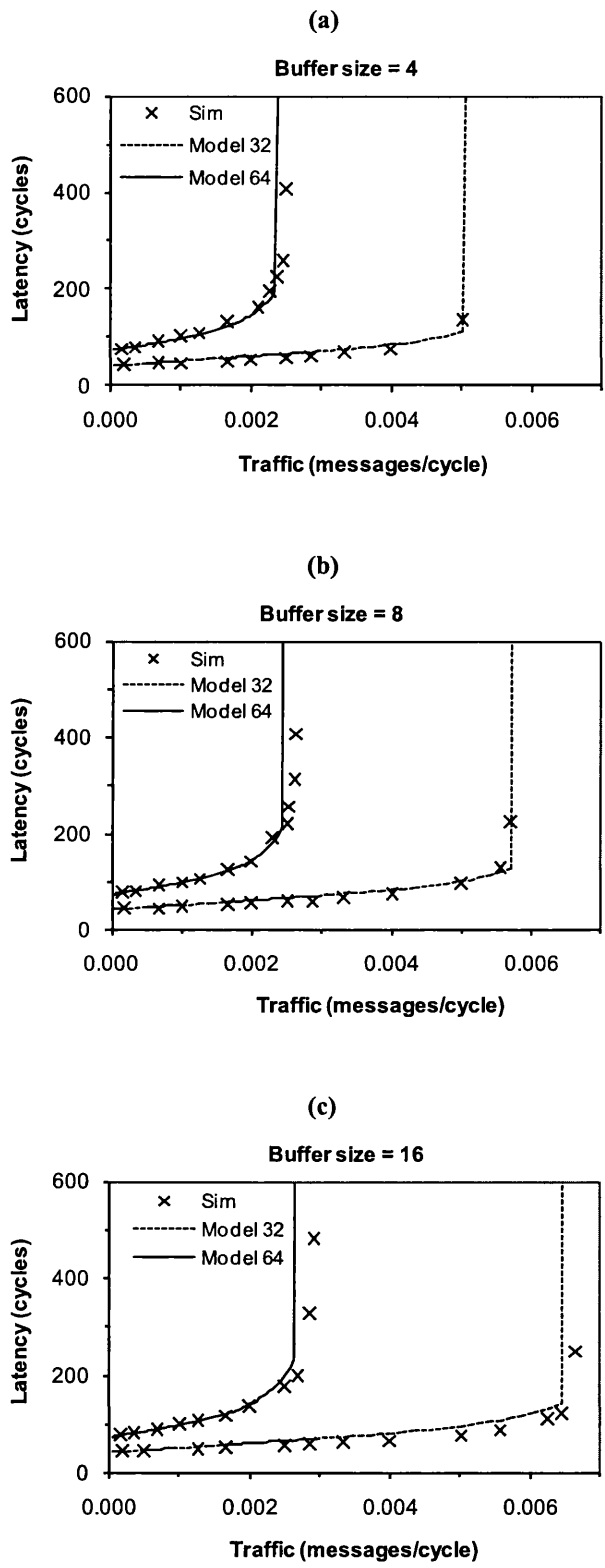 (a)
Buffer size = 4
600
400
200
0
Latency (cycles)
Sim
Model 32
Model 64
0.000 0.002 0.004 0.006
Traffic (messages/cycle)
(b)
Buffer size = 8
600
400
200
0
Latency (cycles)
Sim
Model 32
Model 64
0.000 0.002 0.004 0.006
Traffic (messages/cycle)
(c)
Buffer size = 16
600
400
200
0
Latency (cycles)
Sim
Model 32
Model 64
0.000 0.002 0.004 0.006
Traffic (messages/cycle)